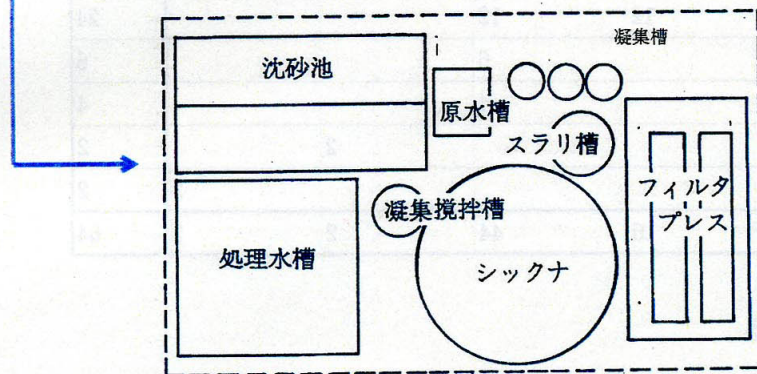 凝集槽
沈砂池
原水槽
スラリ槽
フィルタ
プレス
凝集撹拌槽
処理水槽
シックナ